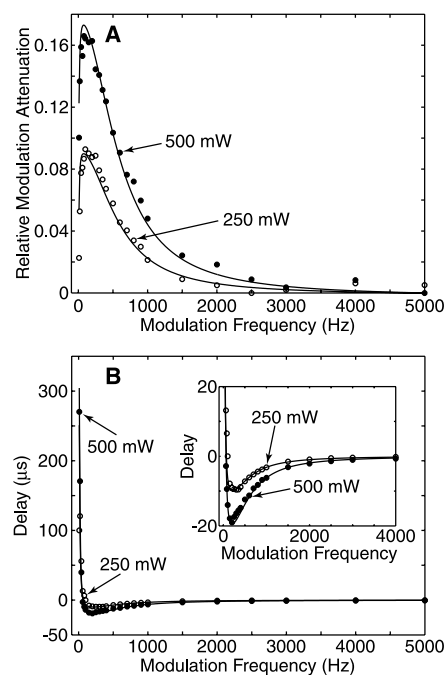 A
Relative Modulation Attenuation
0.16
0.12
0.08
0.04
0
500 mW
250 mW
0 1000 2000 3000 4000 5000
Modulation Frequency (Hz)
B
Delay (μs)
300
200
100
0
-50
500 mW
250 mW
20
0
-20
Delay
250 mW
500 mW
0 1000 2000 4000
Modulation Frequency
0 1000 2000 3000 4000 5000
Modulation Frequency (Hz)